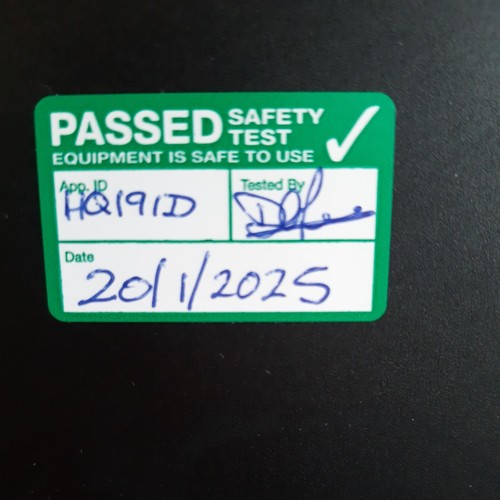 PASSED SAFETY TEST
EQUIPMENT IS SAFE TO USE
App. ID Tested By
HQ191D
Date
20/1/2025